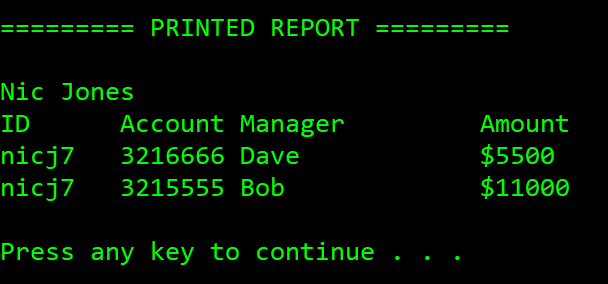 ========= PRINTED REPORT =========
Nic Jones
ID      Account Manager         Amount
nicj7   3216666 Dave            $5500
nicj7   3215555 Bob             $11000
Press any key to continue . . .